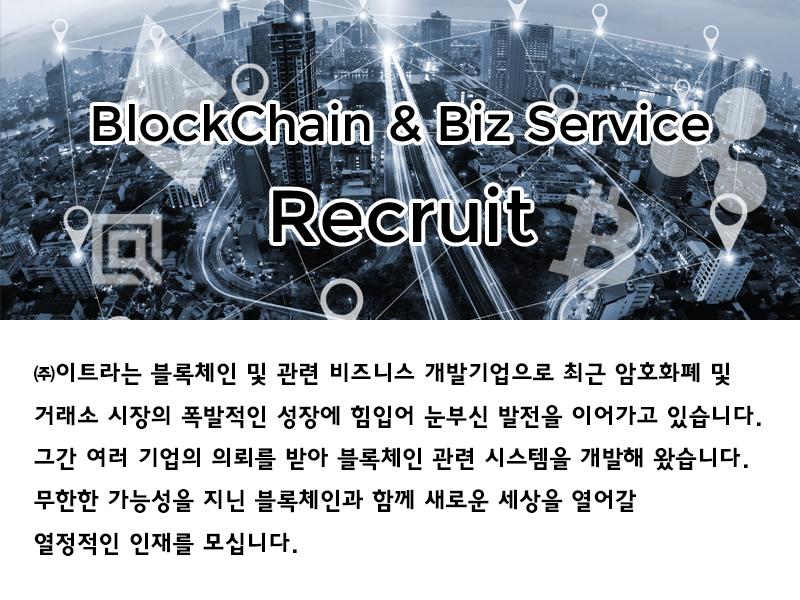 BlockChain & Biz Service
Recruit
㈜이트라는 블록체인 및 관련 비즈니스 개발기업으로 최근 암호화폐 및
거래소 시장의 폭발적인 성장에 힘입어 눈부신 발전을 이어가고 있습니다.
그간 여러 기업의 의뢰를 받아 블록체인 관련 시스템을 개발해 왔습니다.
무한한 가능성을 지닌 블록체인과 함께 새로운 세상을 열어갈
열정적인 인재를 모십니다.